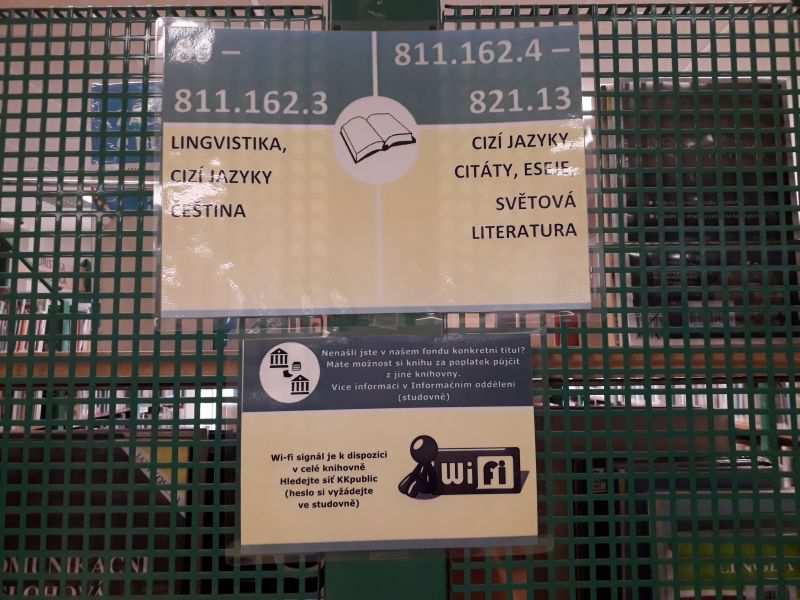 80 –
811.162.3
LINGVISTIKA,
CIZÍ JAZYKY
ČEŠTINA
811.162.4 –
821.13
CIZÍ JAZYKY,
CITÁTY, ESEJE,
SVĚTOVÁ
LITERATURA
Nenašli jste v našem fondu konkretní titul?
Máte možnost si knihu za poplatek půjčit
z jiné knihovny.
Více informací v Informačním oddělení
(studovně)
Wi-fi signál je k dispozici
v celé knihovně
Hledejte síť KKpublic
(heslo si vyžádejte
ve studovně)
Wi fi